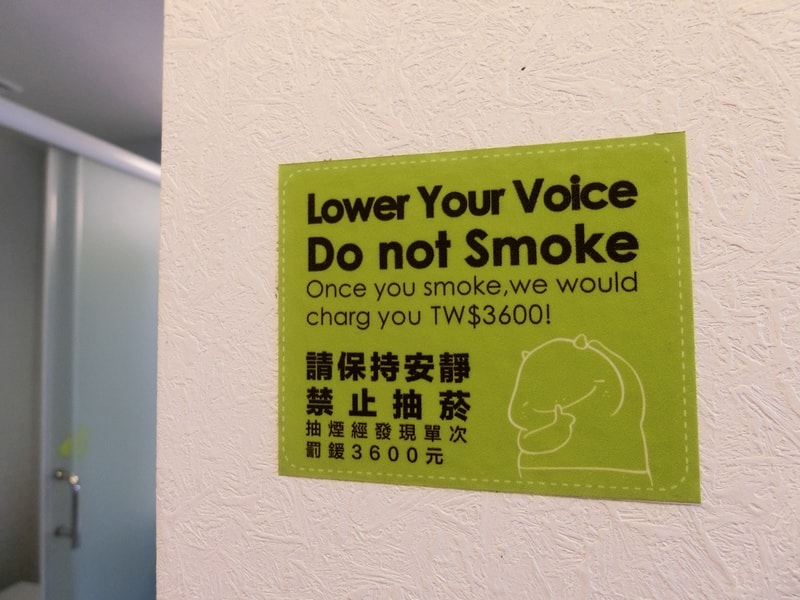 Lower Your Voice
Do not Smoke
Once you smoke,we would
charg you TW$3600!
請保持安靜
禁止抽菸
抽煙經發現單次
罰鍰3600元